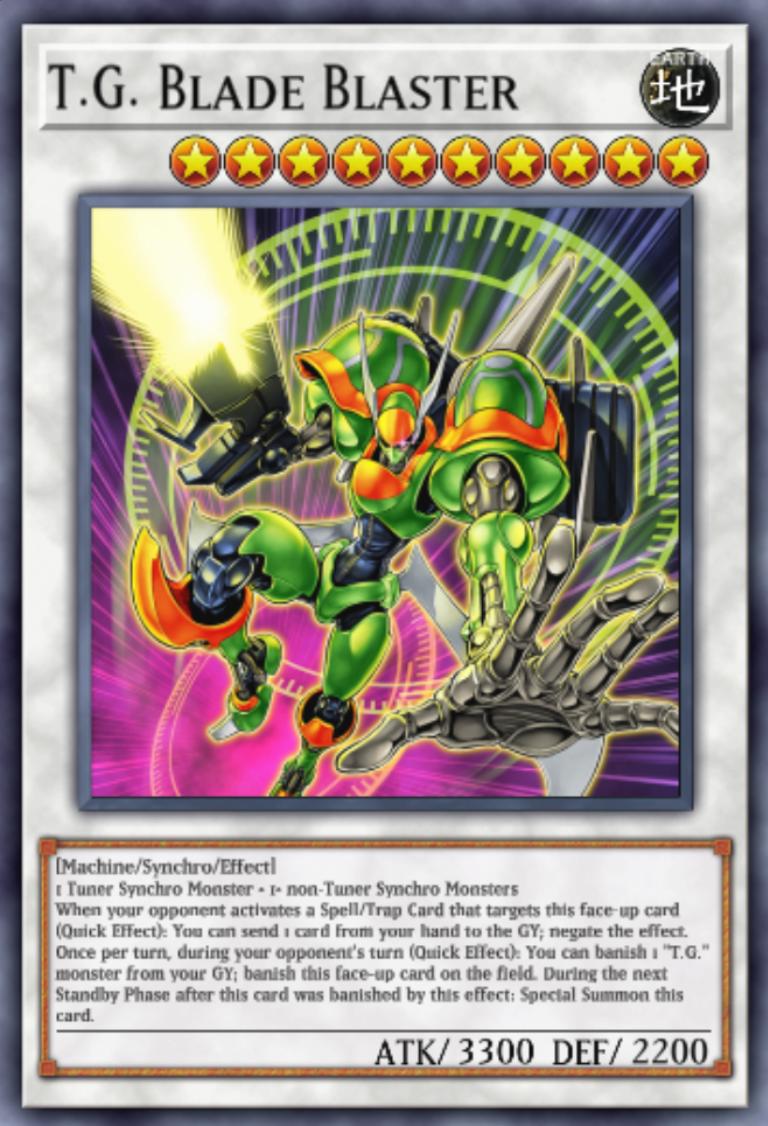 T.G. Blade Blaster
EARTH
地
[Machine/Synchro/Effect]
1 Tuner Synchro Monster + 1+ non-Tuner Synchro Monsters
When your opponent activates a Spell/Trap Card that targets this face-up card
(Quick Effect): You can send 1 card from your hand to the GY; negate the effect.
Once per turn, during your opponent's turn (Quick Effect): You can banish 1 "T.G."
monster from your GY; banish this face-up card on the field. During the next
Standby Phase after this card was banished by this effect: Special Summon this
card.
ATK/ 3300 DEF/ 2200